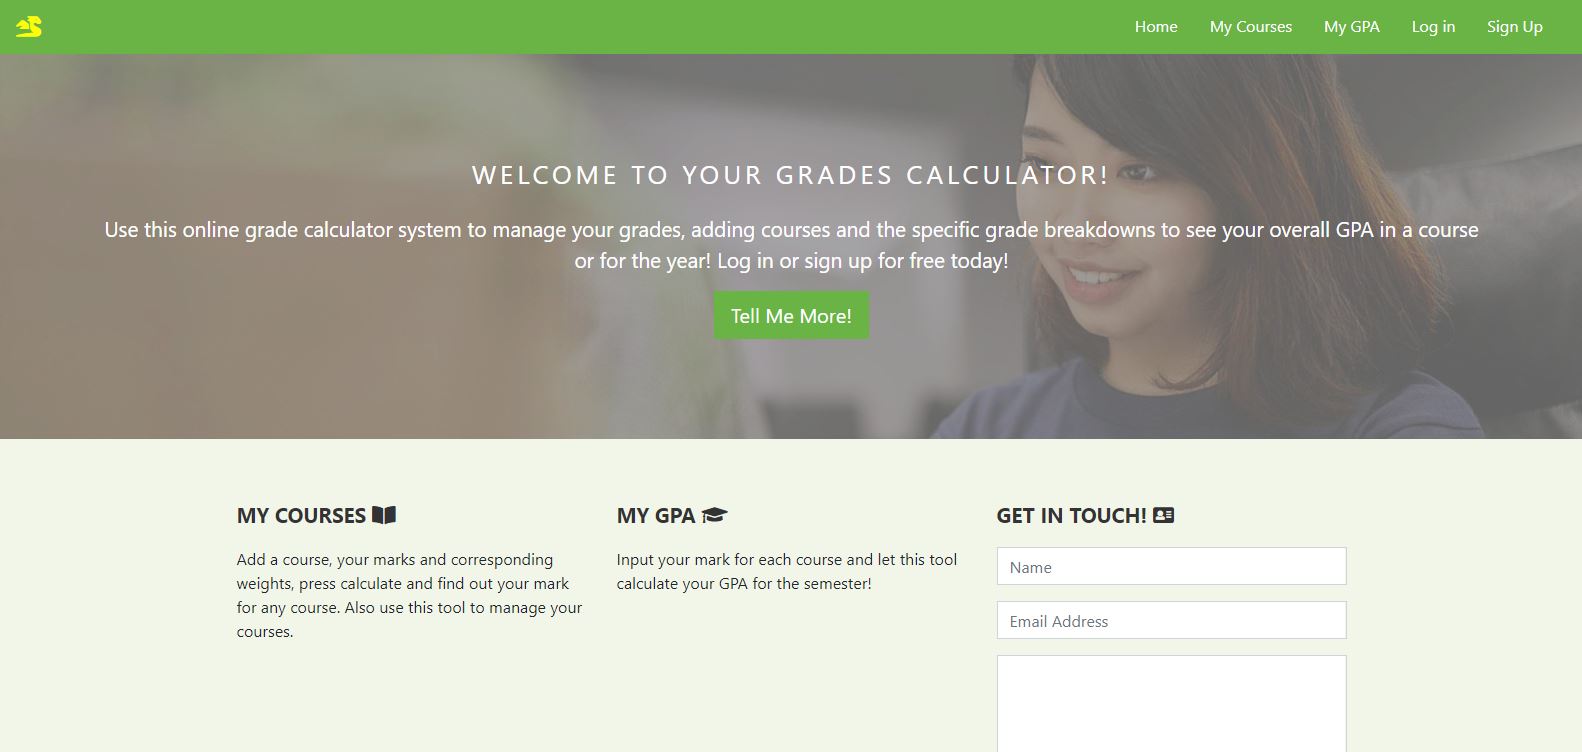 Home My Courses My GPA Log in Sign Up
WELCOME TO YOUR GRADES CALCULATOR!
Use this online grade calculator system to manage your grades, adding courses and the specific grade breakdowns to see your overall GPA in a course
or for the year! Log in or sign up for free today!
Tell Me More!
MY COURSES
Add a course, your marks and corresponding
weights, press calculate and find out your mark
for any course. Also use this tool to manage your
courses.
MY GPA
Input your mark for each course and let this tool
calculate your GPA for the semester!
GET IN TOUCH!
Name
Email Address